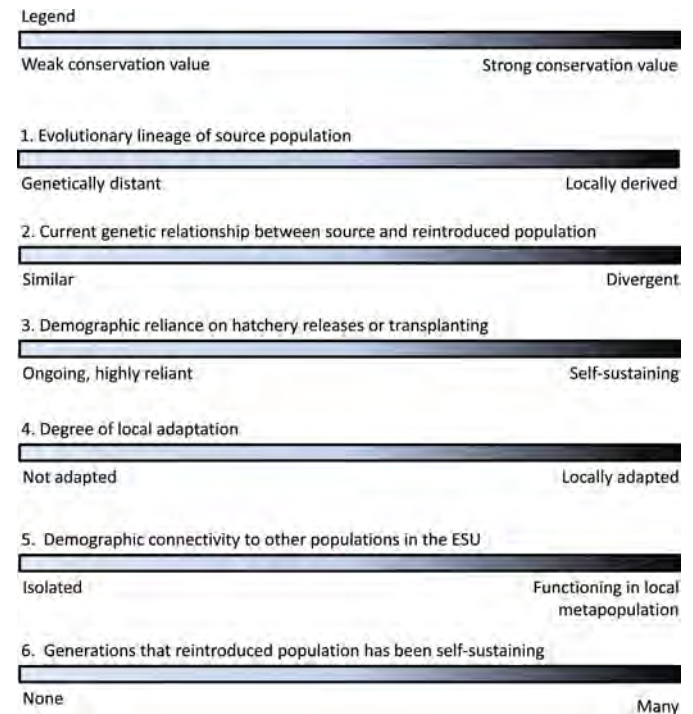 Legend
Weak conservation value Strong conservation value
1. Evolutionary lineage of source population
Genetically distant Locally derived
2. Current genetic relationship between source and reintroduced population
Similar Divergent
3. Demographic reliance on hatchery releases or transplanting
Ongoing, highly reliant Self-sustaining
4. Degree of local adaptation
Not adapted Locally adapted
5. Demographic connectivity to other populations in the ESU
Isolated Functioning in local
metapopulation
6. Generations that reintroduced population has been self-sustaining
None Many